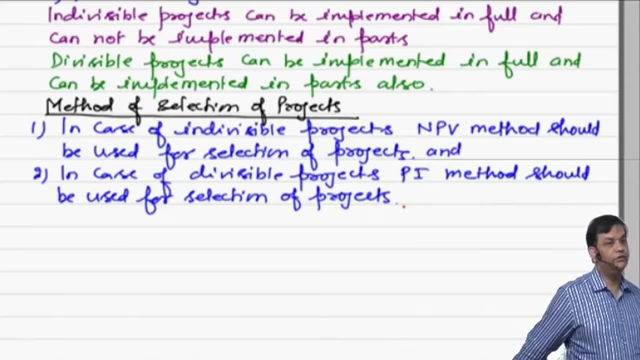 Indivisible projects can be implemented in full and
can not be implemented in parts
Divisible projects can be implemented in full and
can be implemented in parts also.
Method of selection of Projects
1) In case of indivisible projects NPV method should
be used for selection of projects and
2) In case of divisible projects PI method should
be used for selection of projects.